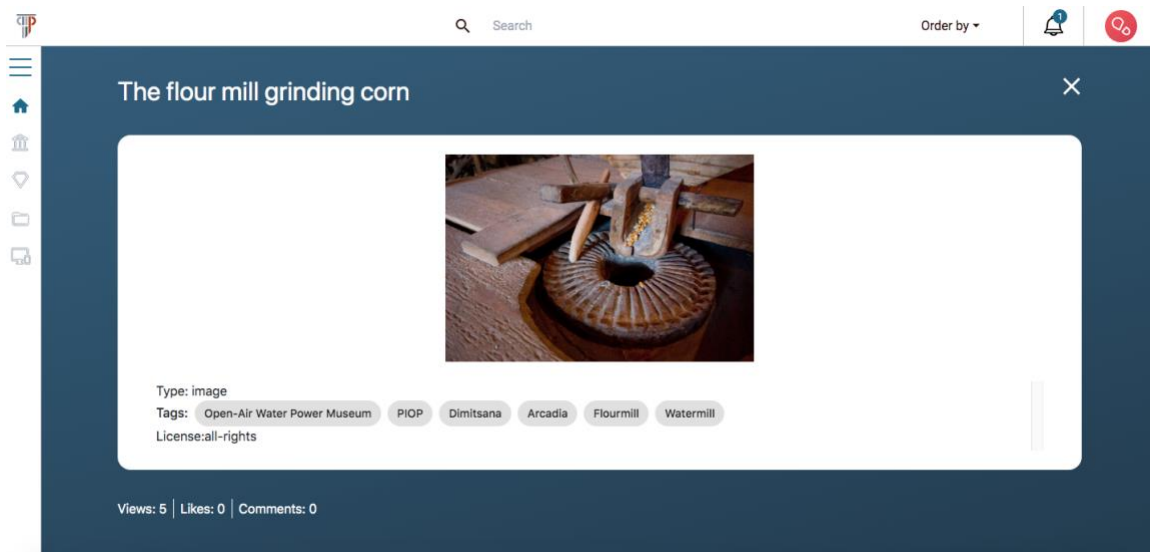 Search
Order by
1
The flour mill grinding corn
Type: image
Tags: Open-Air Water Power Museum PIOP Dimitsana Arcadia Flourmill Watermill
License:all-rights
Views: 5 | Likes: 0 | Comments: 0